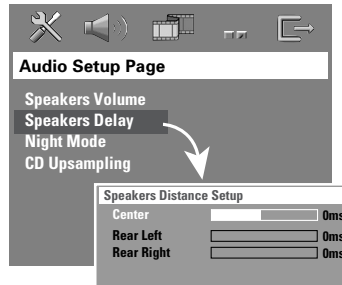 Audio Setup Page
Speakers Volume
Speakers Delay
Night Mode
CD Upsampling
Speakers Distance Setup
Center 0ms
Rear Left 0ms
Rear Right 0ms